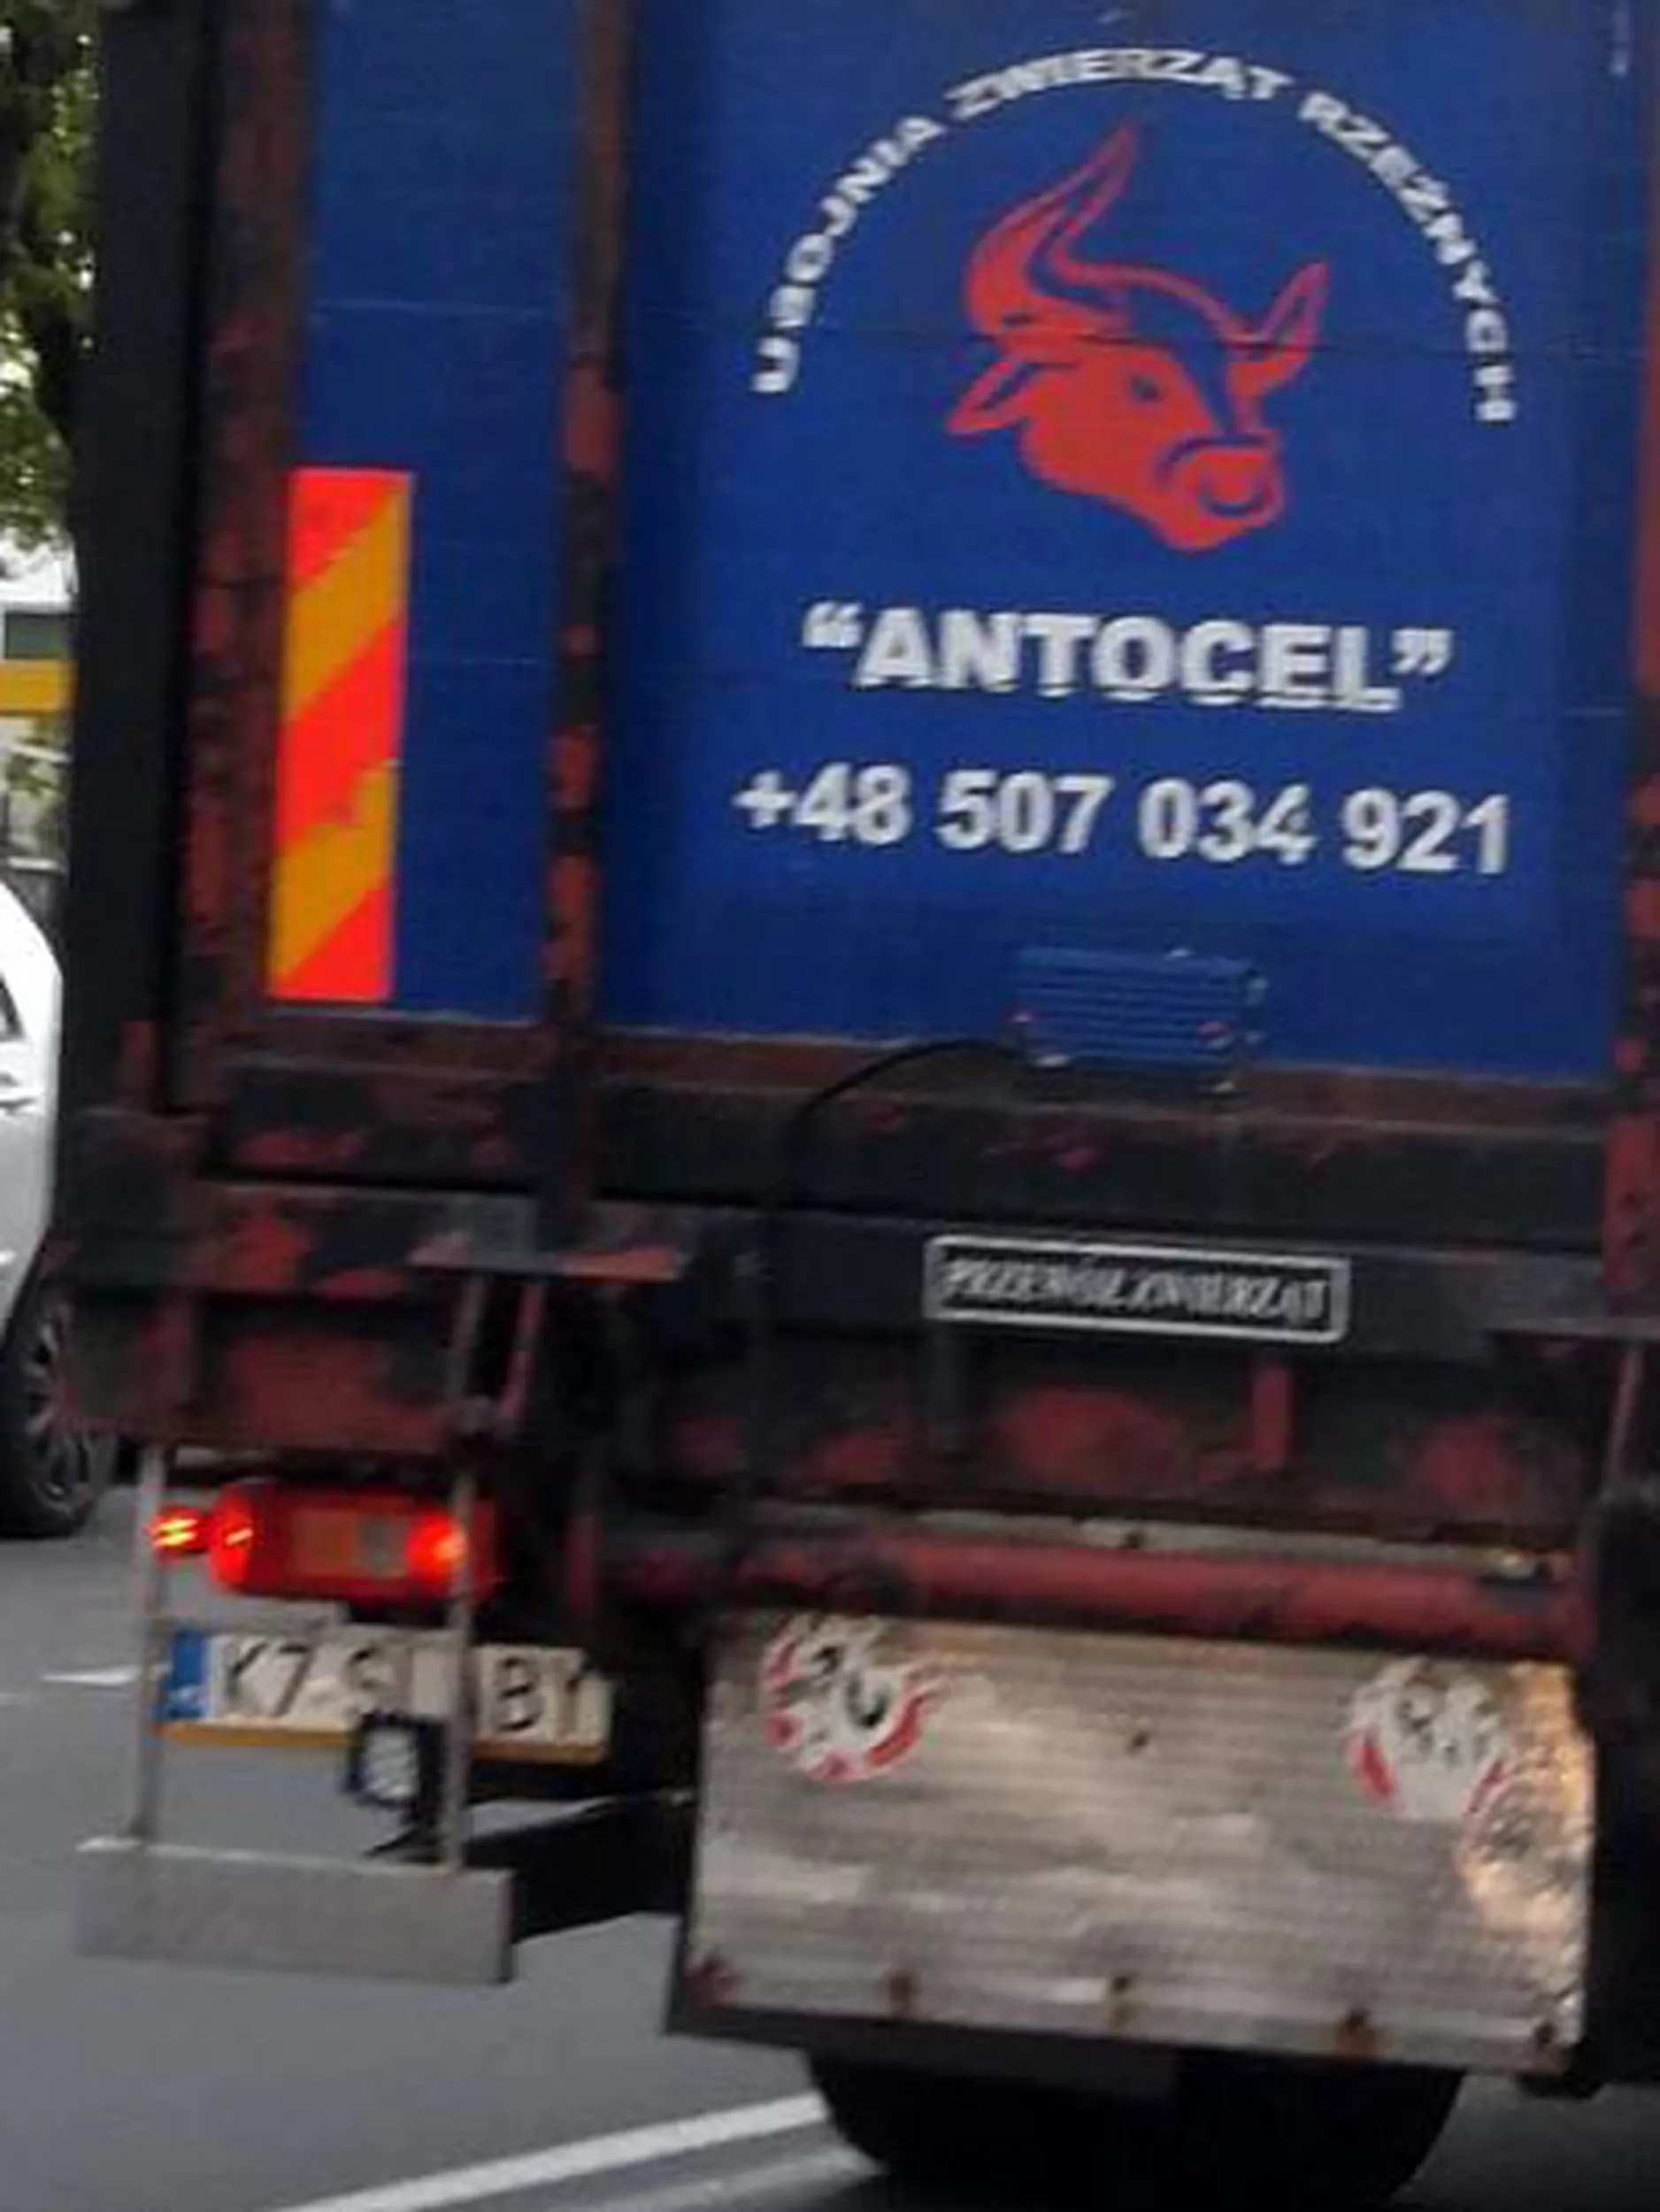 UBOJNIA ZWIERZĄT RZEŹNYCH
“ANTOCEL”
+48 507 034 921
PRZEWÓZ ZWIERZĄT